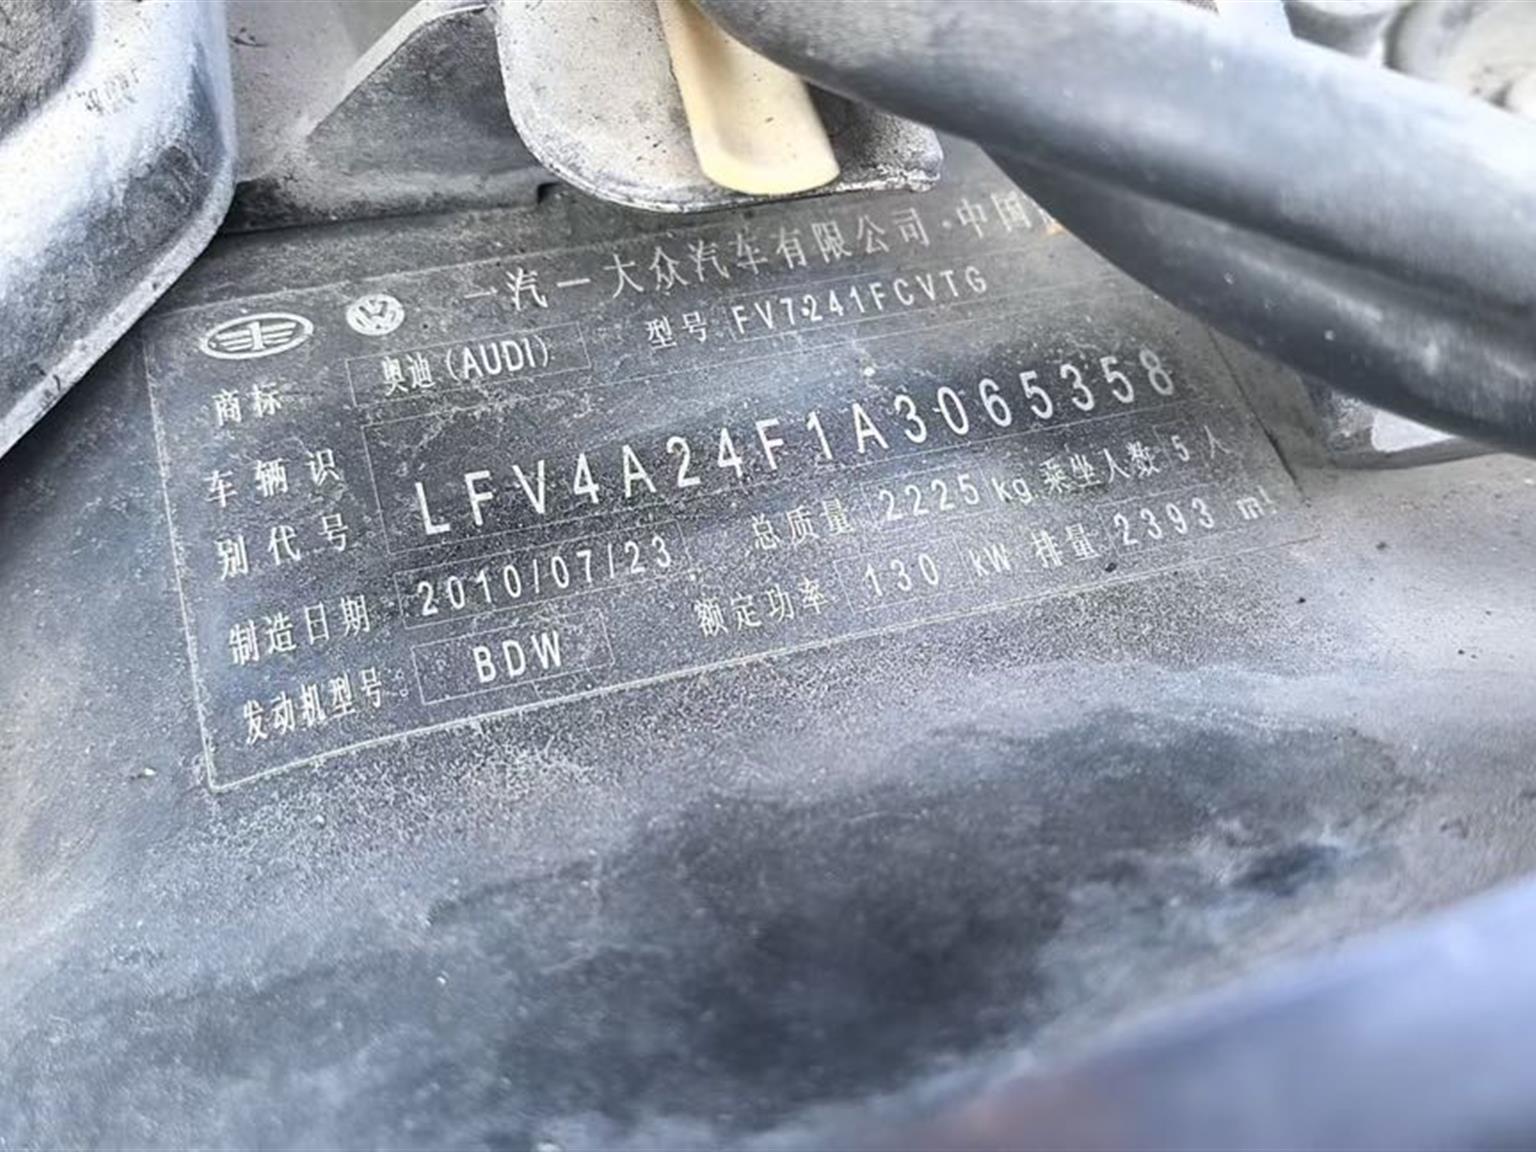 一汽一大众汽车有限公司·中国
商标 奥迪(AUDI) 型号 FV7241FCVTG
车辆识别代号 LFV4A24F1A3065358
制造日期 2010/07/23 总质量 2225 kg 乘坐人数 5 人
发动机型号 BDW 额定功率 130 kW 排量 2393 ml